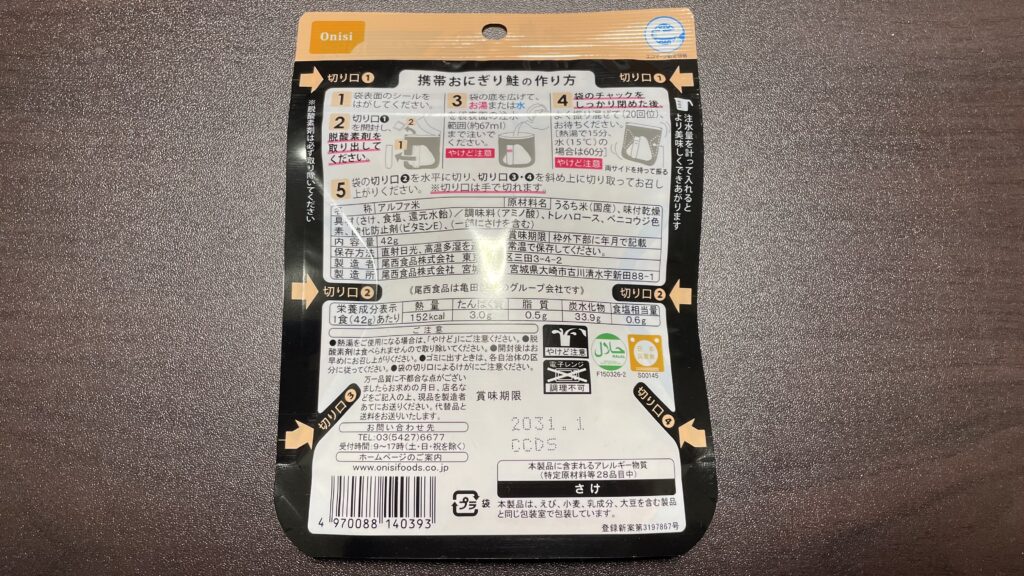 Onisi
切り口1
携帯おにぎり鮭の作り方
切り口1
※脱酸素剤は必ず取り除いてください
注水量を計って入れると
より美味しくできあがります
1 袋表面のシールを
はがしてください。
2 切り口1
を開封し、
脱酸素剤を
取り出して
ください。
3 袋の底を広げて、
お湯または水
を袋表面の注水
範囲(約67ml)
まで注いで
ください。
やけど注意
4 袋のチャックを
しっかり閉めた後、
よく振り混ぜて(20回位)、
お待ちください。
[熱湯で15分、
水(15℃)の
場合は60分]
やけど注意
両サイドを持って振る
5 袋の切り口2を水平に切り、切り口3・4を斜め上に切り取ってお召し
上がりください。※切り口は手で切れます。
名称 アルファ米 原材料名 うるち米(国産)、味付乾燥
具材(さけ、食塩、還元水飴)/調味料(アミノ酸)、トレハロース、ベニコウジ色
素、酸化防止剤(ビタミンE)、(一部にさけを含む)
内容量 42g 賞味期限 枠外下部に年月で記載
保存方法 直射日光、高温多湿を 常温で保存してください。
製造者 尾西食品株式会社 東 区三田3-4-2
製造所 尾西食品株式会社 宮城 宮城県大崎市古川清水字新田88-1
切り口2
《尾西食品は亀田 のグループ会社です》
切り口2
栄養成分表示 熱量 たんぱく質 脂質 炭水化物 食塩相当量
1食(42g)あたり 152kcal 3.0g 0.5g 33.9g 0.6g
ご注意
●熱湯をご使用になる場合は、「やけど」にご注意ください。●脱
酸素剤は食べられませんので取り除いてください。●開封後はお
早めにお召し上がりください。●ゴミに出すときは、各自治体の区
分に従ってください。●袋の切り口によるけがにご注意ください。
やけど注意
電子レンジ
調理不可
HALAL
F150326-2
S00145
切り口3
切り口4
万一品質に不都合な点がござい
ましたらお求めの月日、店名な
どをご記入の上、現品を製造者
あてにお送りください。代替品と
送料をお送りいたします。
賞味期限
2031.1
CCDS
お問い合わせ先
TEL:03(5427)6677
受付時間:9〜17時(土・日・祝を除く)
ホームページのご案内
www.onisifoods.co.jp
4 970088 140393
プラ 袋
本製品に含まれるアレルギー物質
(特定原材料等28品目中)
さけ
本製品は、えび、小麦、乳成分、大豆を含む製品
と同じ包装室で包装しています。
登録新案第3197867号